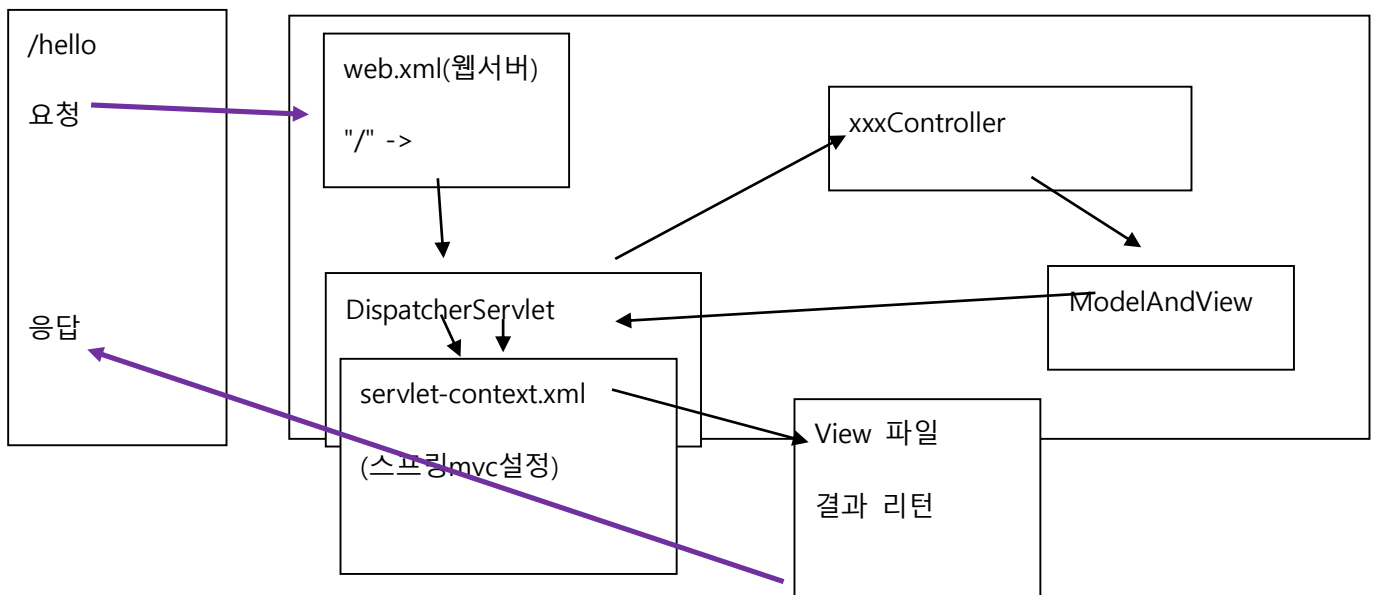 /hello
요청
응답
web.xml(웹서버)
"/" ->
xxxController
DispatcherServlet
ModelAndView
servlet-context.xml
(스프링mvc설정)
View 파일
결과 리턴